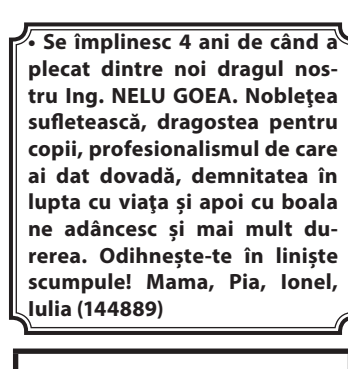 • Se împlinesc 4 ani de când a
plecat dintre noi dragul nos-
tru Ing. NELU GOEA. Nobleţea
sufletească, dragostea pentru
copii, profesionalismul de care
ai dat dovadă, demnitatea în
lupta cu viaţa și apoi cu boala
ne adâncesc și mai mult du-
rerea. Odihnește-te în liniște
scumpule! Mama, Pia, Ionel,
Iulia (144889)